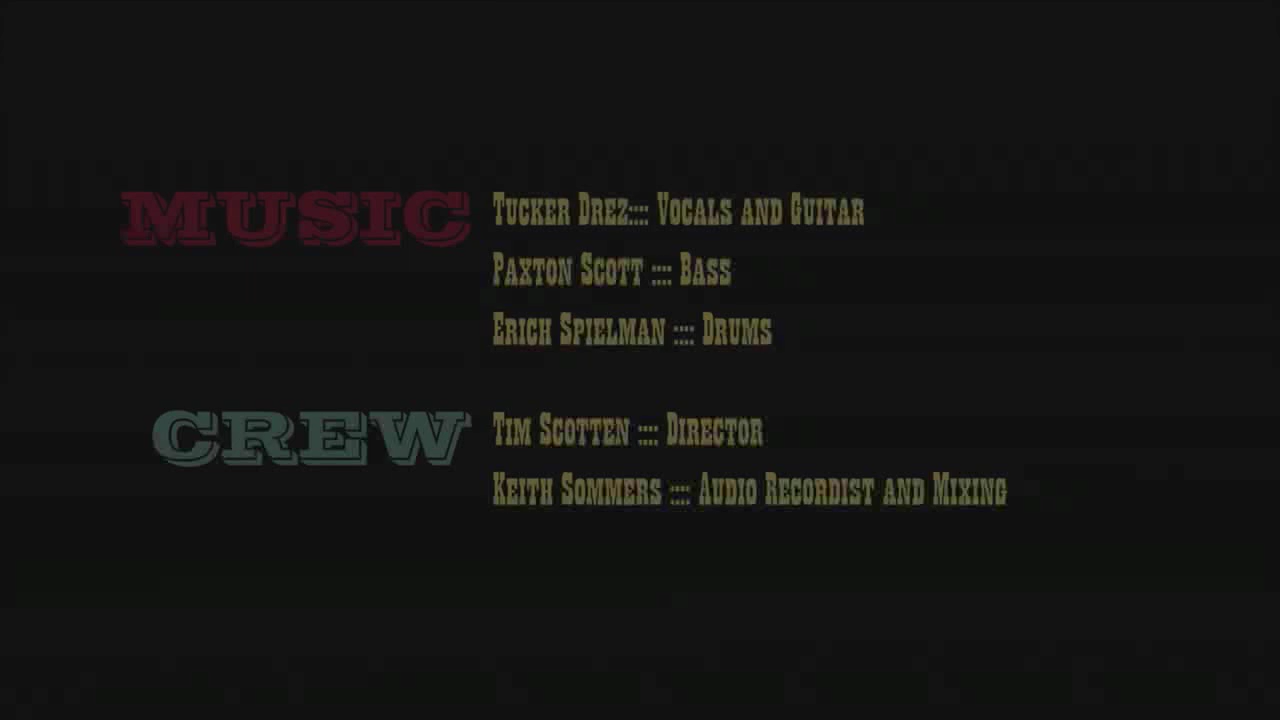 MUSIC
Tucker Drez:::: Vocals and Guitar
Paxton Scott :::: Bass
Erich Spielman :::: Drums
CREW
Tim Scotten :::: Director
Keith Sommers :::: Audio Recordist and Mixing